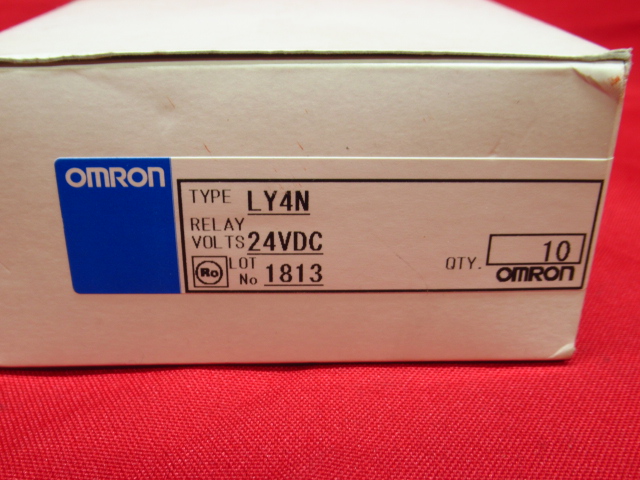 OMRON
TYPE LY4N
RELAY
VOLTS 24VDC
Ro LOT
No 1813
QTY. 10
OMRON